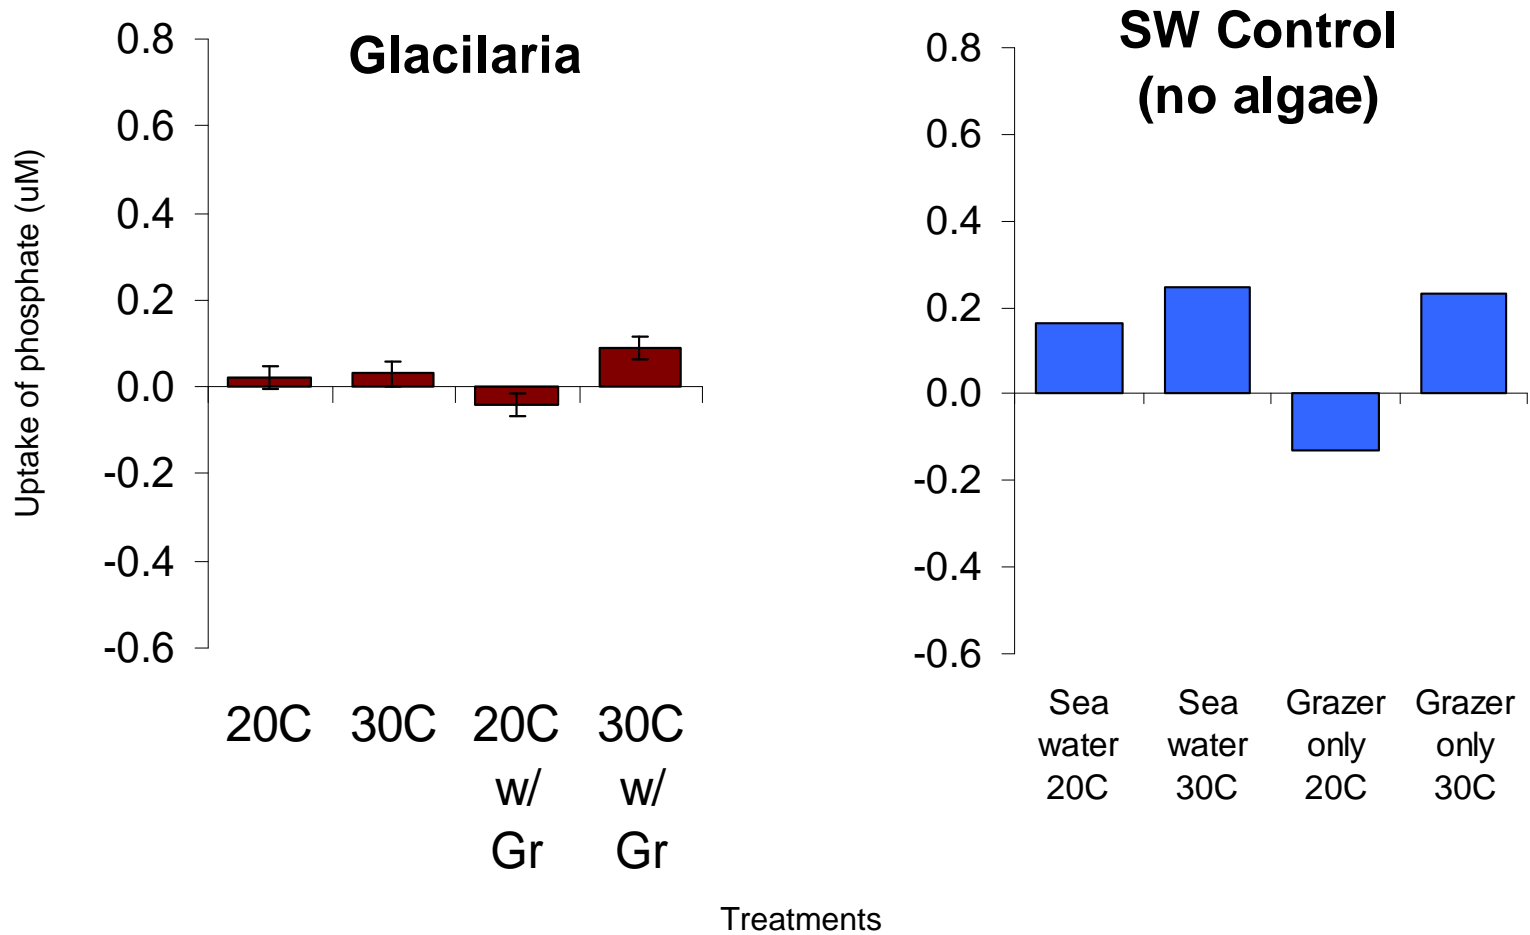 Glacilaria
Uptake of phosphate (uM)
0.8
0.6
0.4
0.2
0.0
-0.2
-0.4
-0.6
20C 30C 20C 30C
w/ w/
Gr Gr
SW Control
(no algae)
0.8
0.6
0.4
0.2
0.0
-0.2
-0.4
-0.6
Sea Sea Grazer Grazer
water water only only
20C 30C 20C 30C
Treatments